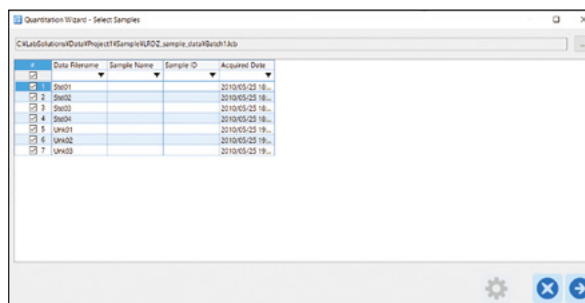 Quantitation Wizard - Select Samples
C:¥LabSolutions¥Data¥Project1¥Sample¥LRDZ_sample_data¥Batch1.lcb
# Data Filename Sample Name Sample ID Acquired Date
1 Std01 2010/05/25 18:...
2 Std02 2010/05/25 18:...
3 Std03 2010/05/25 18:...
4 Std04 2010/05/25 18:...
5 Unk01 2010/05/25 19:...
6 Unk02 2010/05/25 19:...
7 Unk03 2010/05/25 19:...